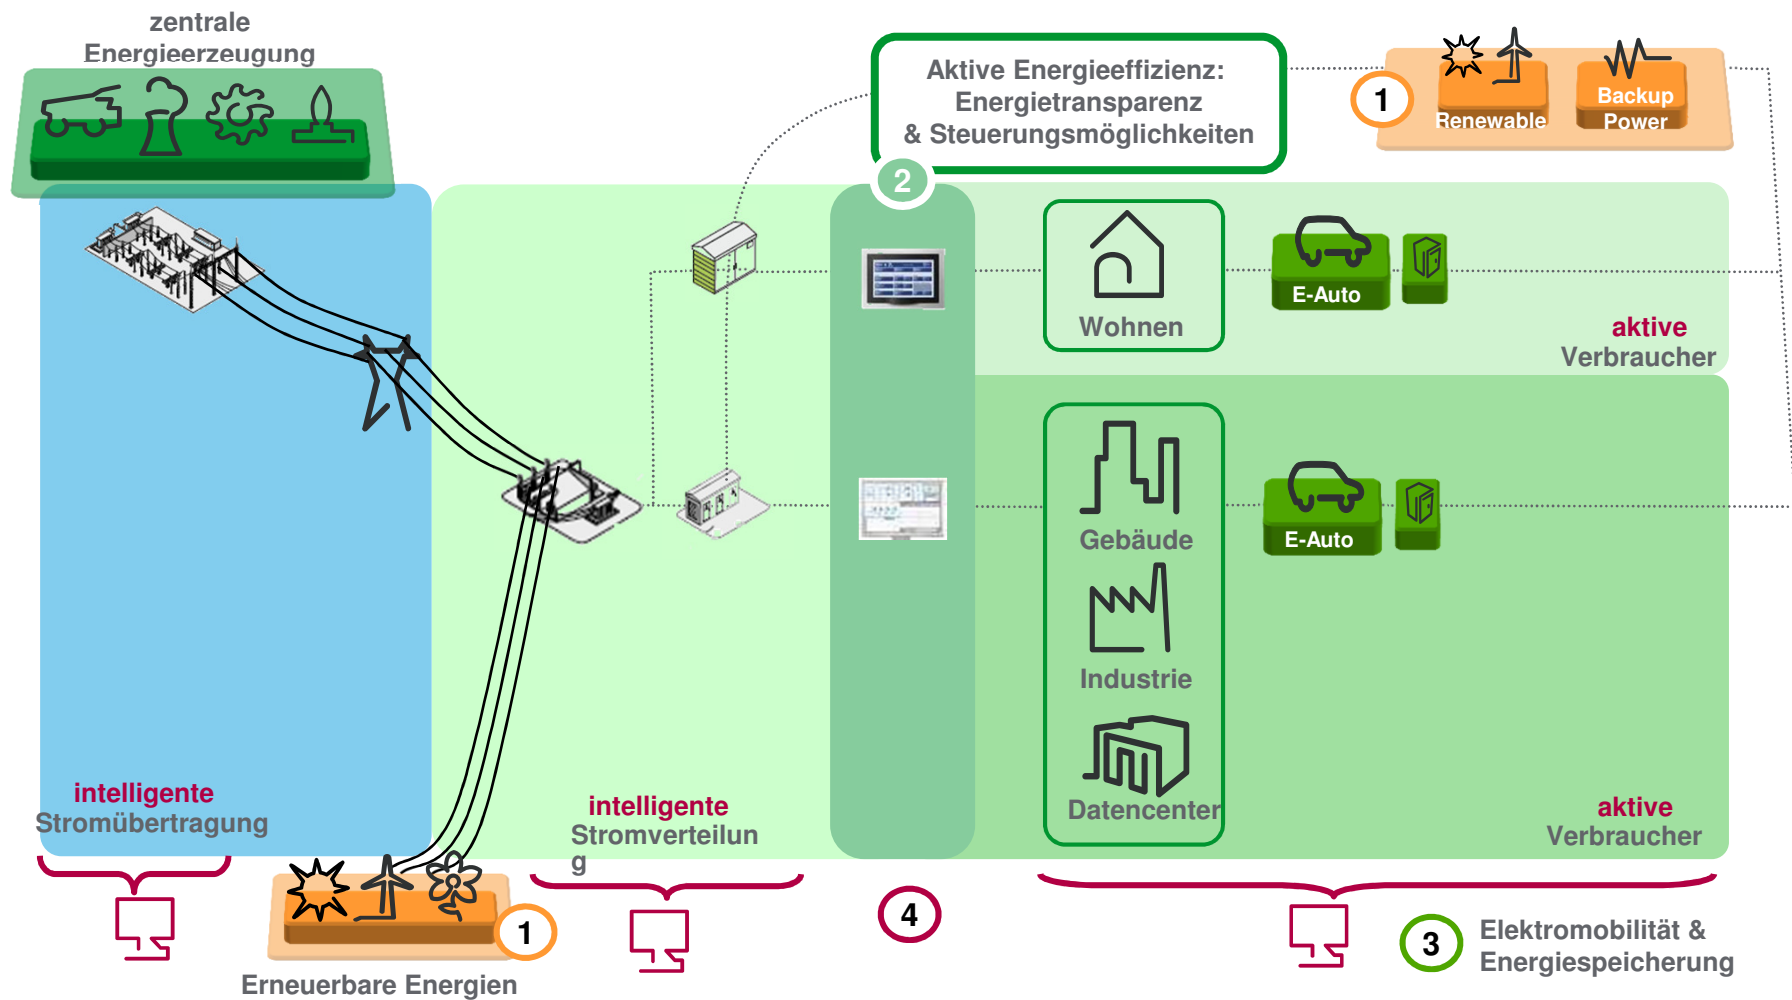 zentrale
Energieerzeugung
Aktive Energieeffizienz:
Energietransparenz
& Steuerungsmöglichkeiten
1
Renewable
Backup
Power
2
Wohnen
E-Auto
aktive
Verbraucher
Gebäude
E-Auto
Industrie
Datencenter
intelligente
Stromübertragung
intelligente
Stromverteilun
g
aktive
Verbraucher
1
Erneuerbare Energien
4
3
Elektromobilität &
Energiespeicherung